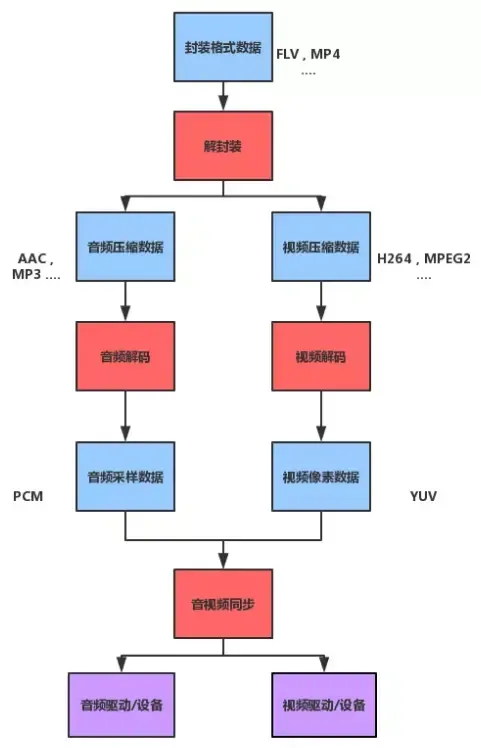 封装格式数据
FLV , MP4
....
解封装
音频压缩数据
视频压缩数据
AAC ,
MP3 ....
H264 , MPEG2
....
音频解码
视频解码
音频采样数据
视频像素数据
PCM
YUV
音视频同步
音频驱动/设备
视频驱动/设备